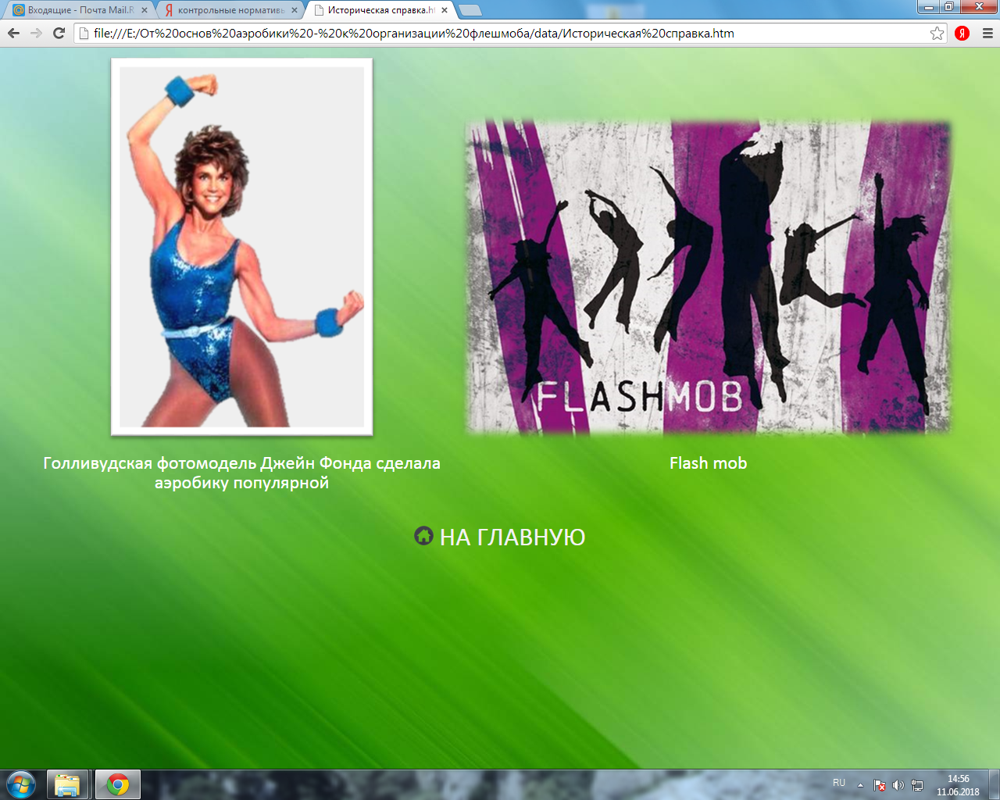 Входящие - Почта Mail.R
контрольные нормативы
Историческая справка.ht
file:///E:/От%20основ%20аэробики%20-%20к%20организации%20флешмоба/data/Историческая%20справка.htm
FLASHMOB
Голливудская фотомодель Джейн Фонда сделала
аэробику популярной
Flash mob
НА ГЛАВНУЮ
RU
14:56
11.06.2018